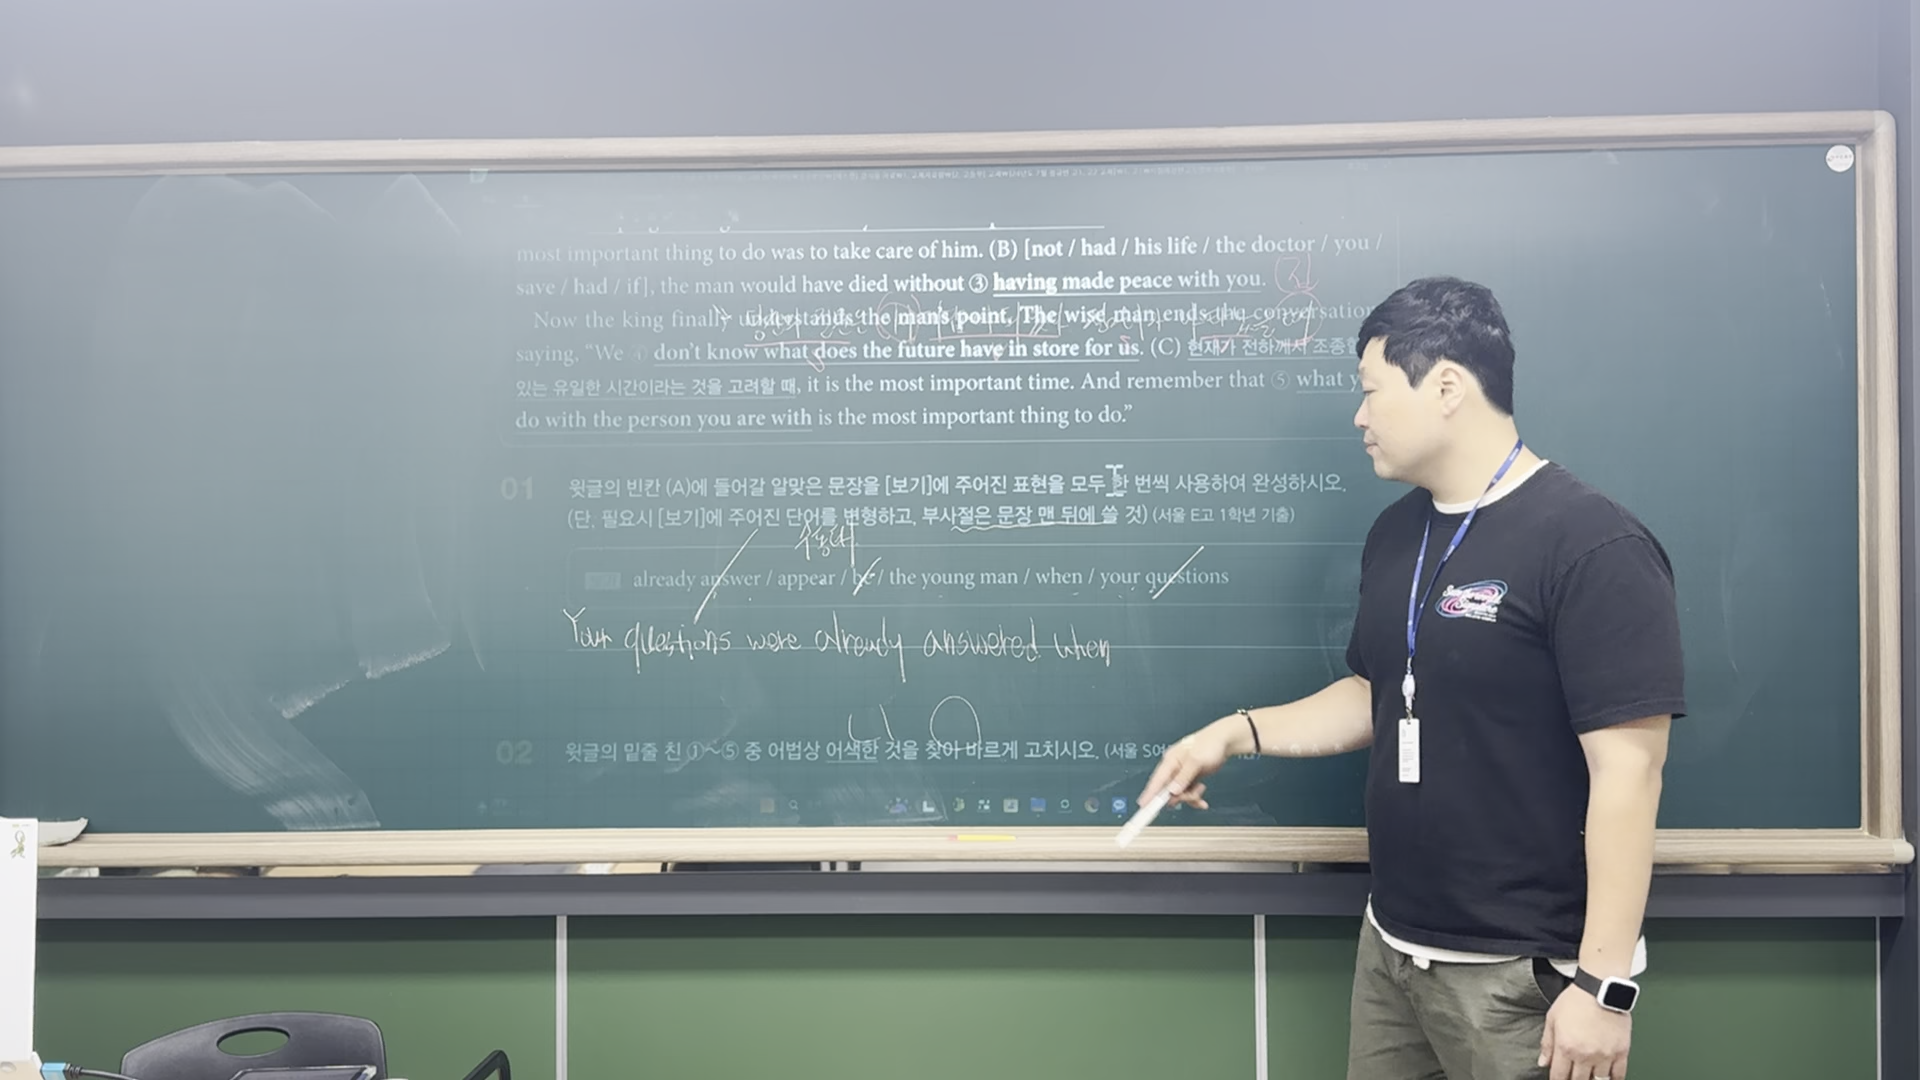 most important thing to do was to take care of him. (B) [not / had / his life / the doctor / you /
save / had / if], the man would have died without ③ having made peace with you.
Now the king finally understands the man's point. The wise man ends the conversation
saying, “We ④ don't know what does the future have in store for us. (C) 현재가 전하께서
있는 유일한 시간이라는 것을 고려할 때, it is the most important time. And remember that ⑤ what
do with the person you are with is the most important thing to do.”
01 윗글의 빈칸 (A)에 들어갈 알맞은 문장을 [보기]에 주어진 표현을 모두 한 번씩 사용하여 완성하시오.
(단, 필요시 [보기]에 주어진 단어를 변형하고, 부사절은 문장 맨 뒤에 쓸 것) (서울 E고 1학년 기출)
수동태
already answer / appear / be / the young man / when / your questions
Your questions were already answered when
02 윗글의 밑줄 친 ①~⑤ 중 어법상 어색한 것을 찾아 바르게 고치시오. (서울